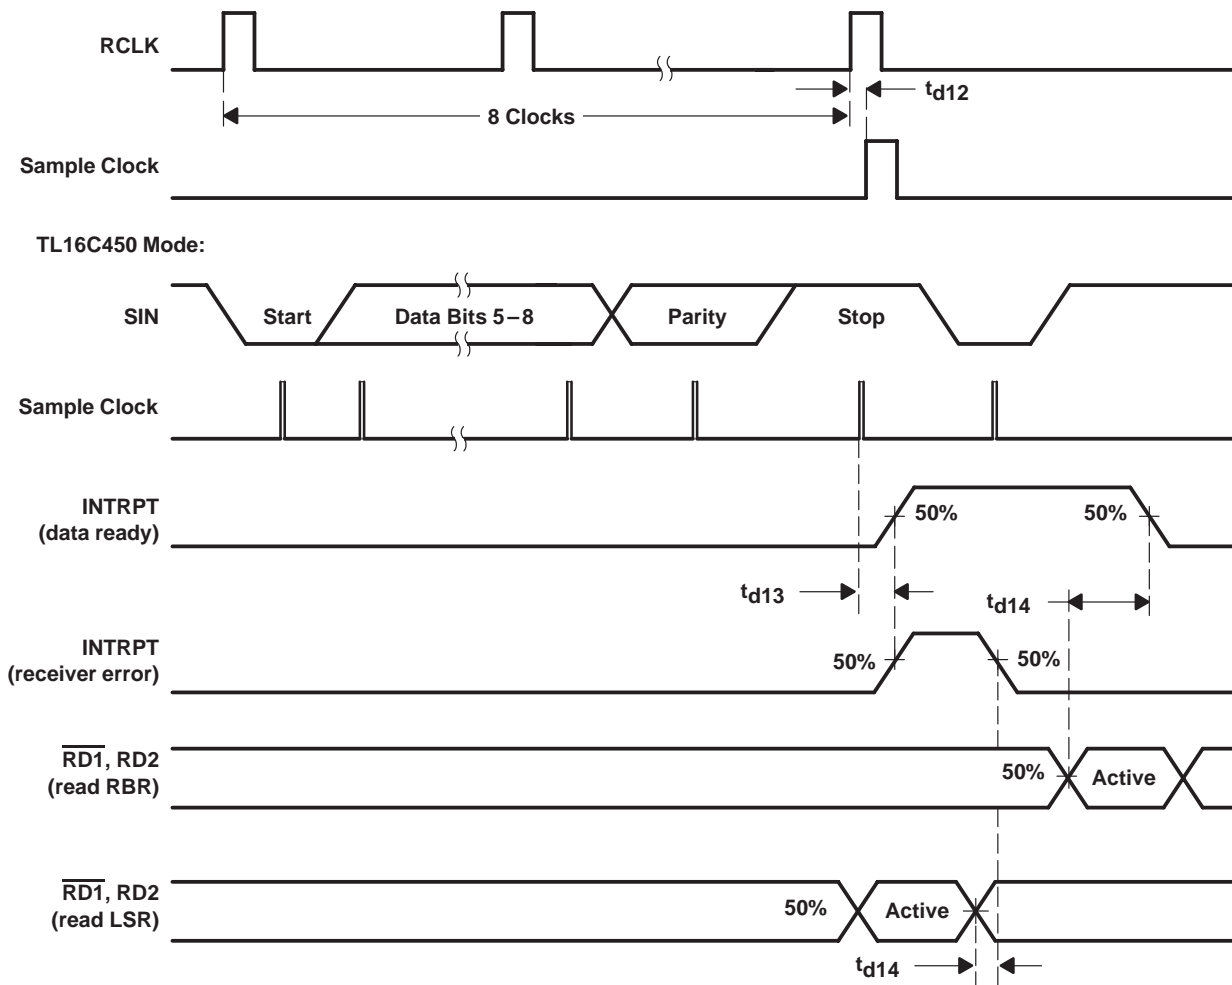 RCLK
td12
8 Clocks
Sample Clock
TL16C450 Mode:
SIN
Start
Data Bits 5–8
Parity
Stop
Sample Clock
INTRPT
(data ready)
50%
50%
td13
td14
INTRPT
(receiver error)
50%
50%
RD1, RD2
(read RBR)
50%
Active
RD1, RD2
(read LSR)
50%
Active
td14